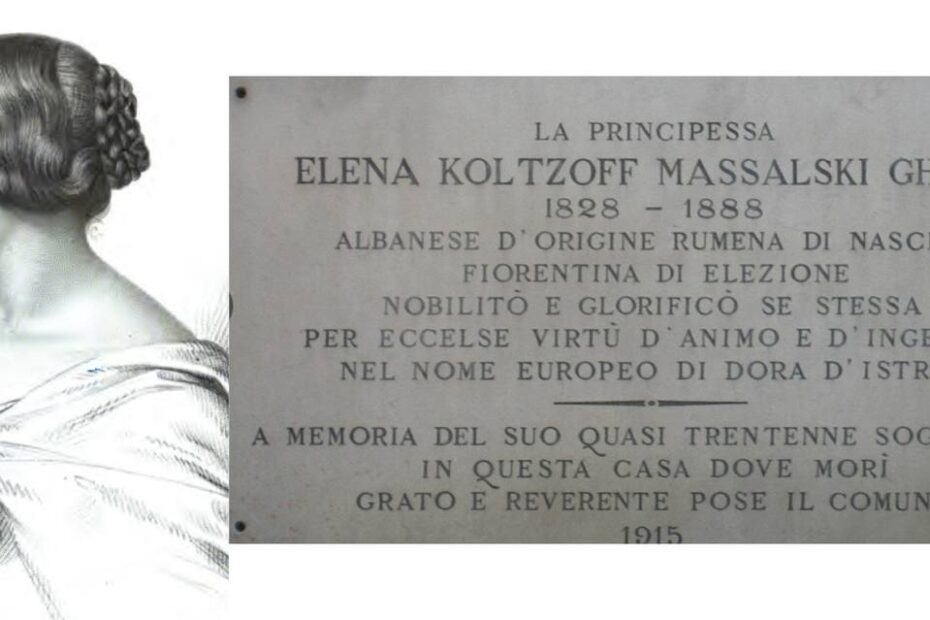 LA PRINCIPESSA
ELENA KOLTZOFF MASSALSKI GH
1828 – 1888
ALBANESE D'ORIGINE RUMENA DI NASCI
FIORENTINA DI ELEZIONE
NOBILITÒ E GLORIFICÒ SE STESSA
PER ECCELSE VIRTÙ D'ANIMO E D'INGE
NEL NOME EUROPEO DI DORA D'ISTR
A MEMORIA DEL SUO QUASI TRENTENNE SOG
IN QUESTA CASA DOVE MORÌ
GRATO E REVERENTE POSE IL COMUN
1915